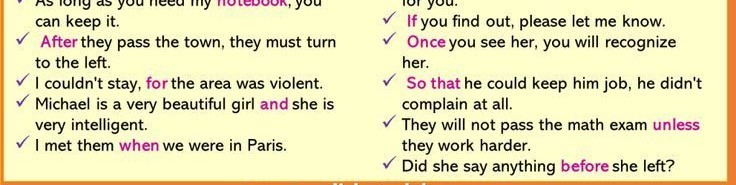 As long as you need my notebook, you
can keep it.
After they pass the town, they must turn
to the left.
I couldn't stay, for the area was violent.
Michael is a very beautiful girl and she is
very intelligent.
I met them when we were in Paris.
for you.
If you find out, please let me know.
Once you see her, you will recognize
her.
So that he could keep him job, he didn't
complain at all.
They will not pass the math exam unless
they work harder.
Did she say anything before she left?